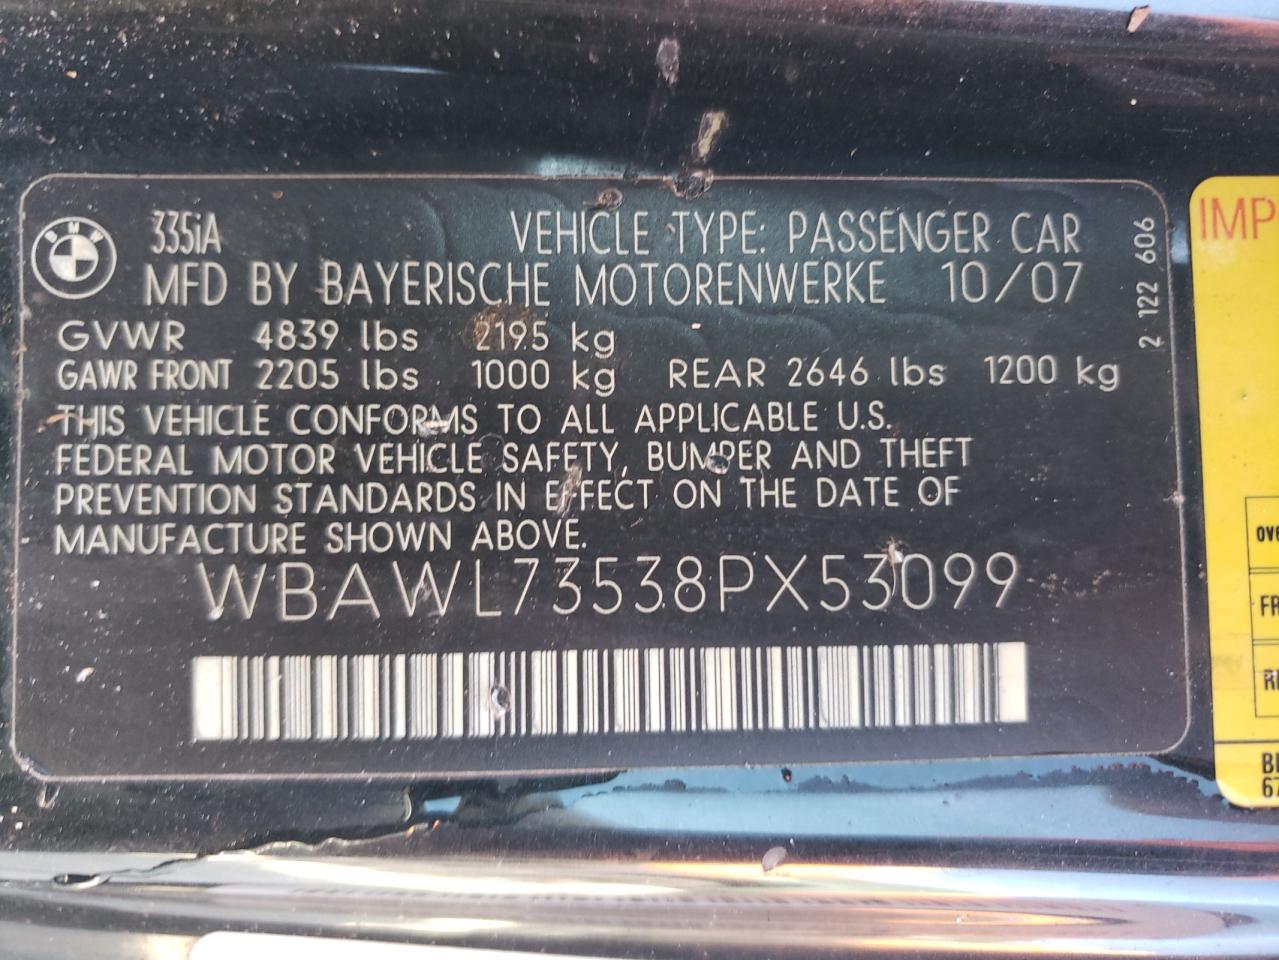 BMW
335iA VEHICLE TYPE: PASSENGER CAR
MFD BY BAYERISCHE MOTORENWERKE 10/07
GVWR 4839 lbs 2195 kg
GAWR FRONT 2205 lbs 1000 kg REAR 2646 lbs 1200 kg
THIS VEHICLE CONFORMS TO ALL APPLICABLE U.S.
FEDERAL MOTOR VEHICLE SAFETY, BUMPER AND THEFT
PREVENTION STANDARDS IN EFFECT ON THE DATE OF
MANUFACTURE SHOWN ABOVE.
WBAWL73538PX53099
2 122 606
IMP
OVE
FR
67